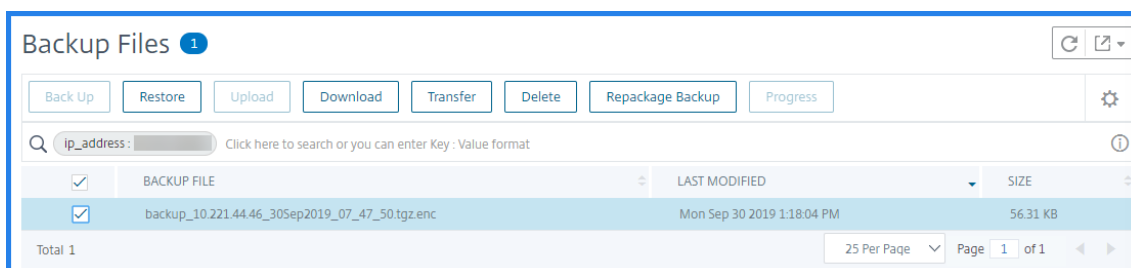 Backup Files 1
Back Up Restore Upload Download Transfer Delete Repackage Backup Progress
ip_address : Click here to search or you can enter Key : Value format
BACKUP FILE LAST MODIFIED SIZE
backup_10.221.44.46_30Sep2019_07_47_50.tgz.enc Mon Sep 30 2019 1:18:04 PM 56.31 KB
Total 1 25 Per Page Page 1 of 1